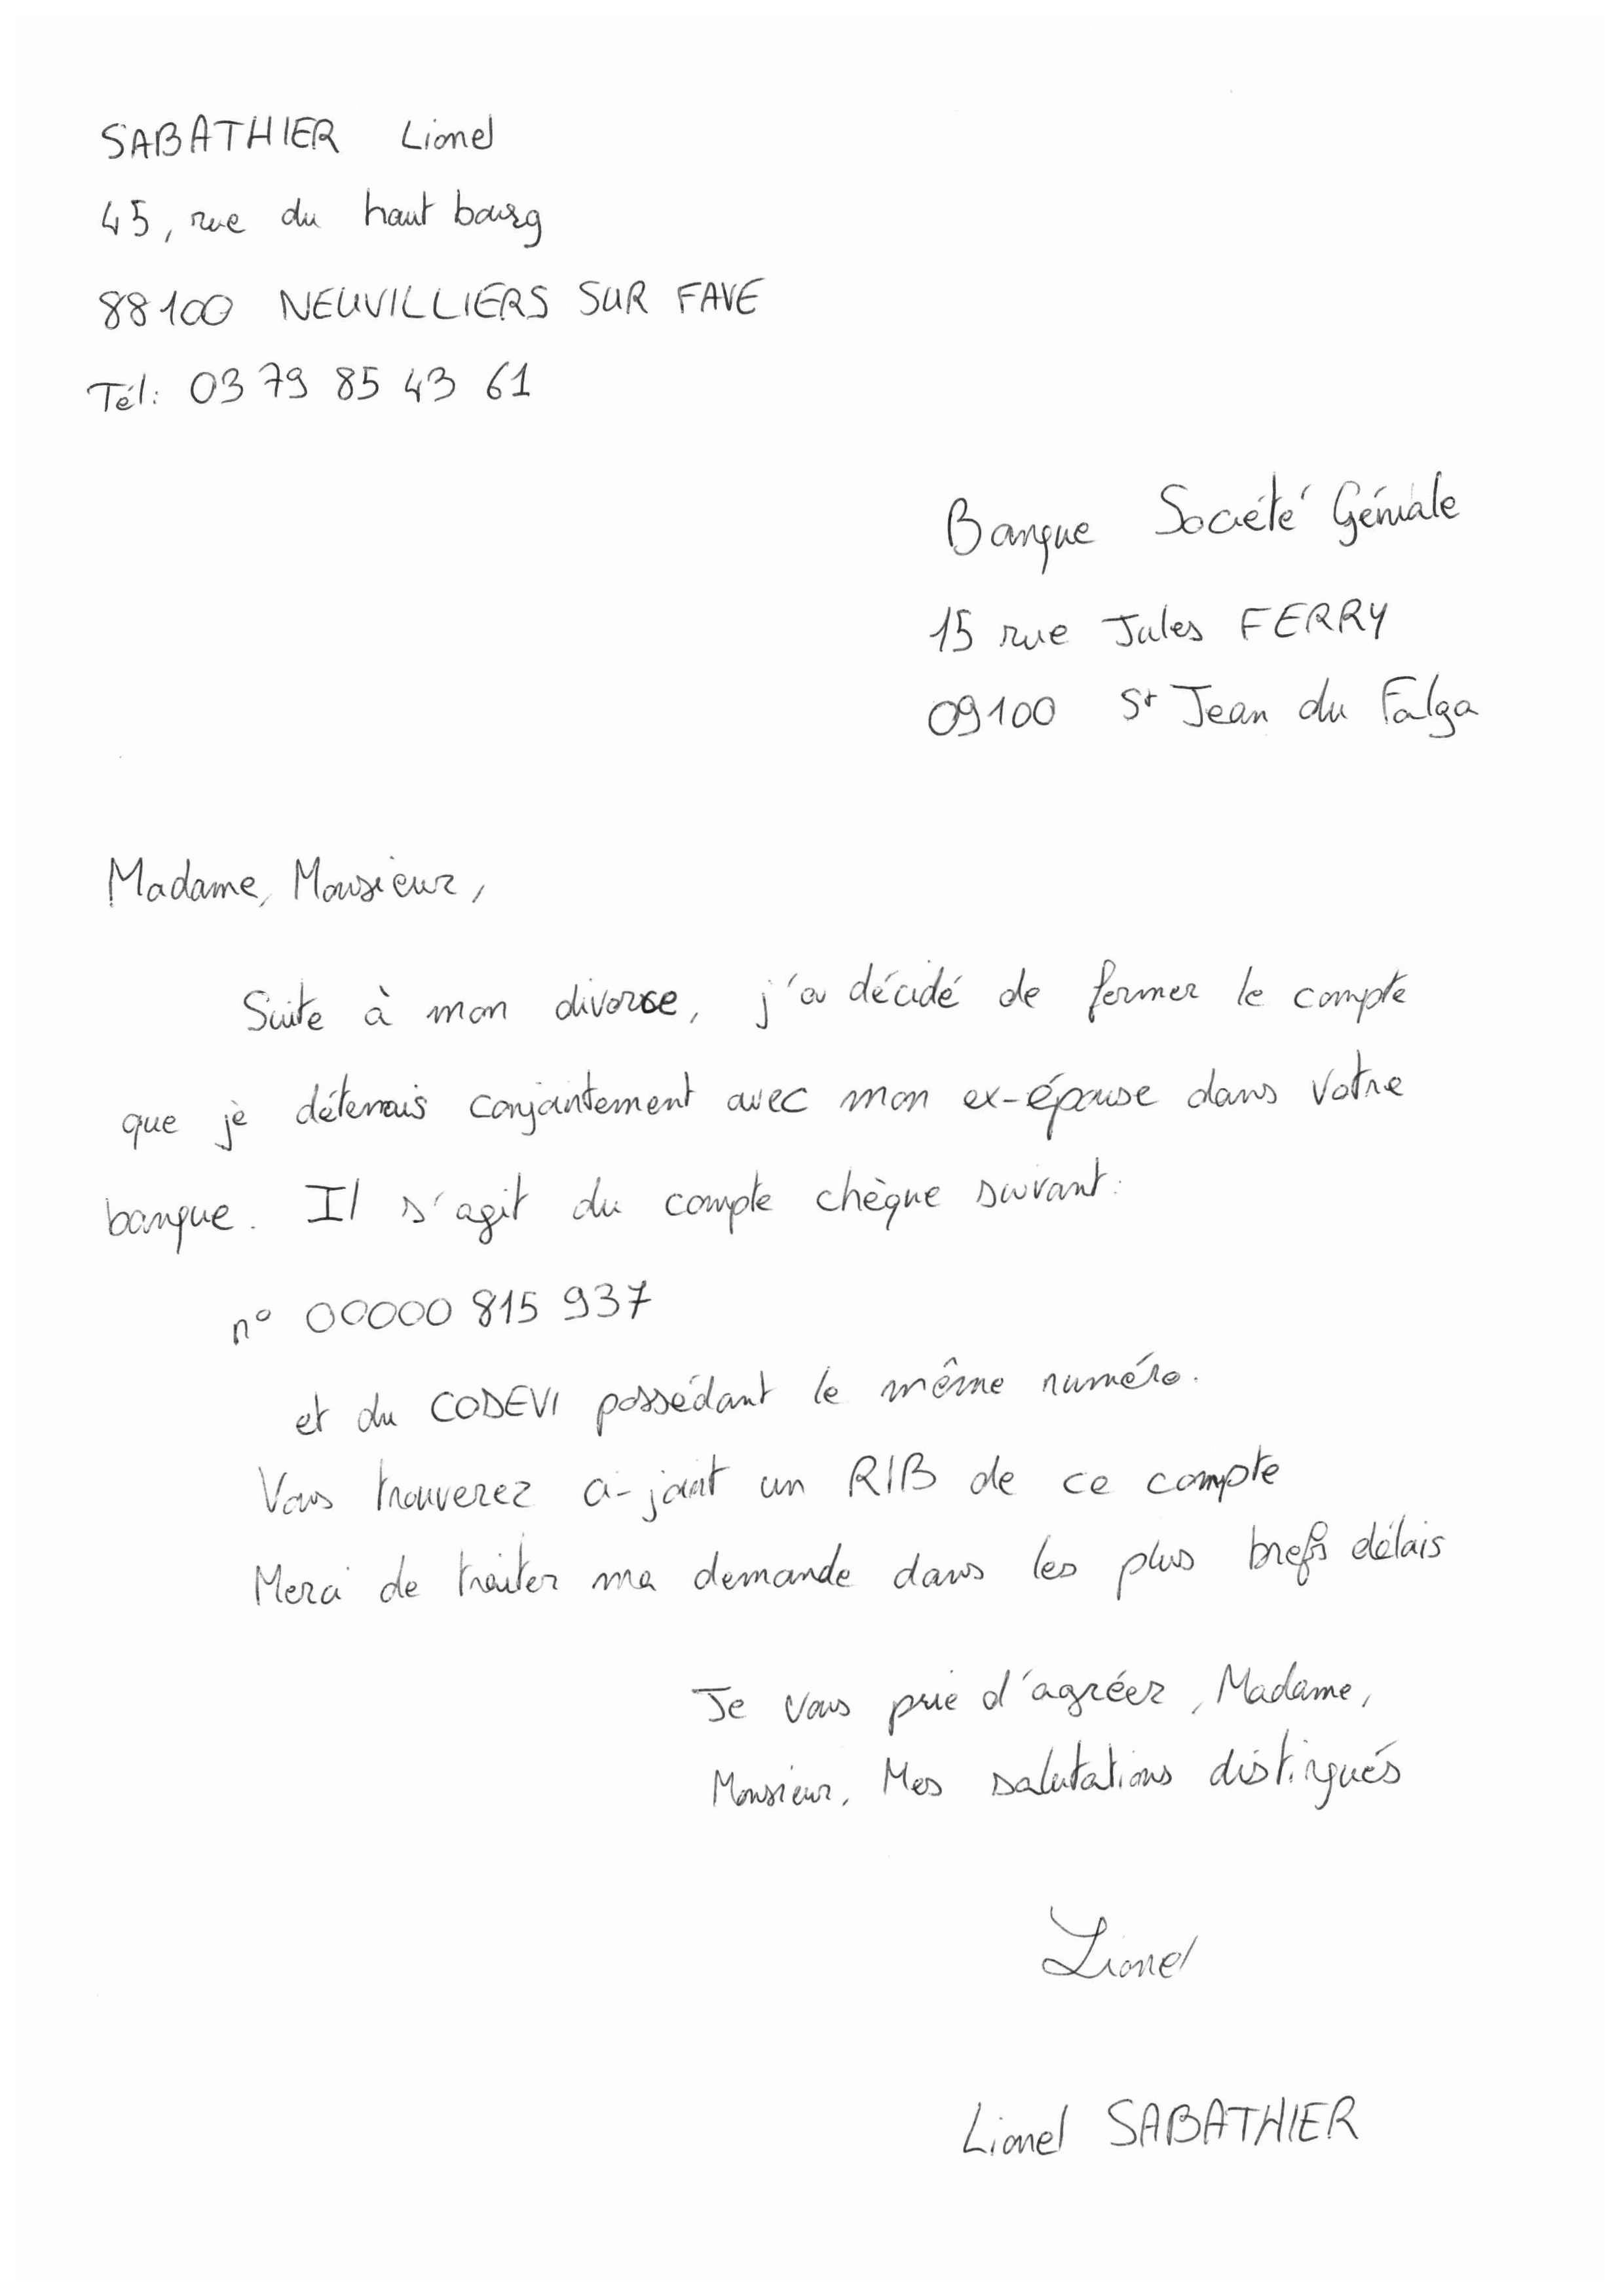 SABATHIER Lionel
45, rue du haut bourg
88100 NEUVILLIERS SUR FAVE
Tél: 03 79 85 43 61
Banque Société Géniale
15 rue Jules FERRY
09100 St Jean du Falga
Madame, Monsieur,
Suite à mon divorce, j'ai décidé de fermer le compte
que je détenais conjointement avec mon ex-épouse dans votre
banque. Il s'agit du compte chèque suivant:
n° 00000 815 937
et du CODEVI possédant le même numéro.
Vous trouverez ci-joint un RIB de ce compte
Merci de traiter ma demande dans les plus brefs délais
Je vous prie d'agréer, Madame,
Monsieur, Mes salutations distingués
Lionel
Lionel SABATHIER